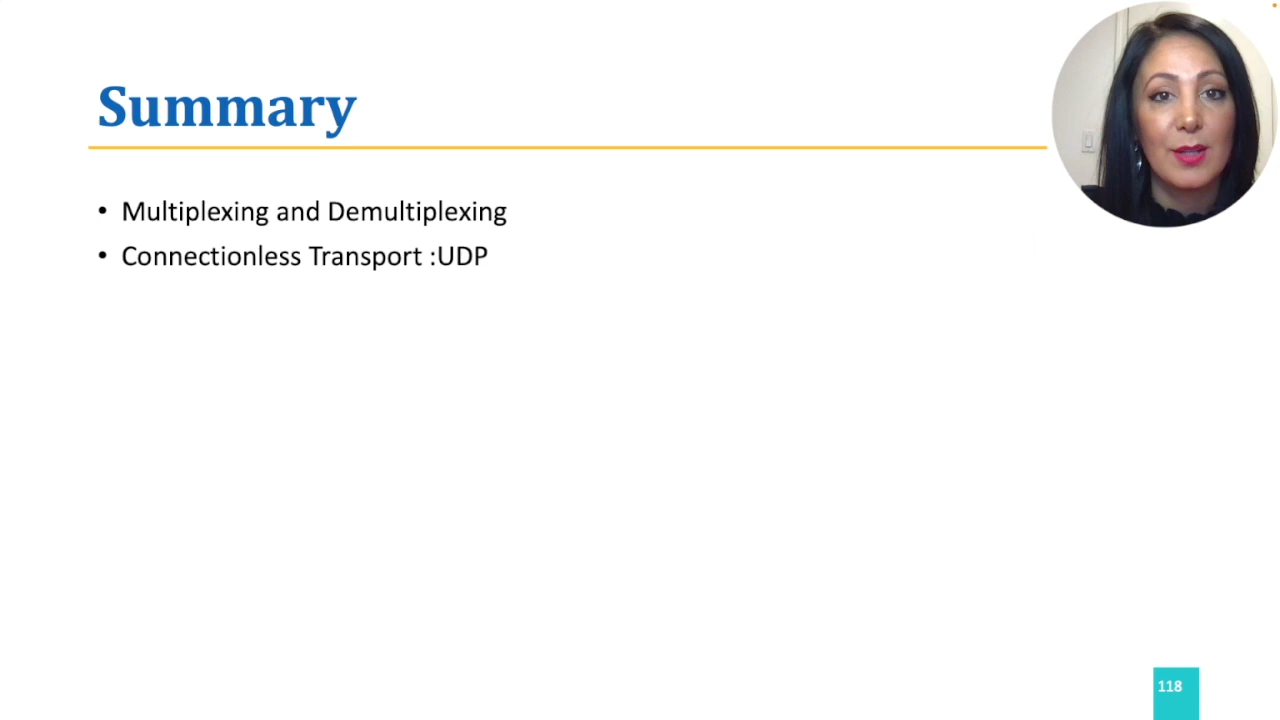 Summary
• Multiplexing and Demultiplexing
• Connectionless Transport :UDP
118